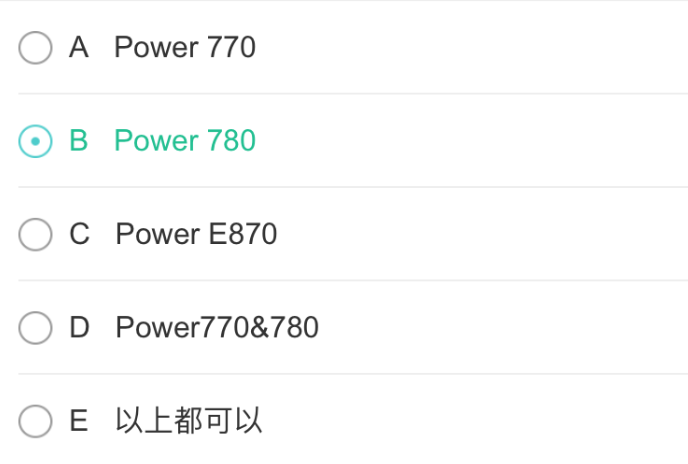 A Power 770
B Power 780
C Power E870
D Power770&780
E 以上都可以